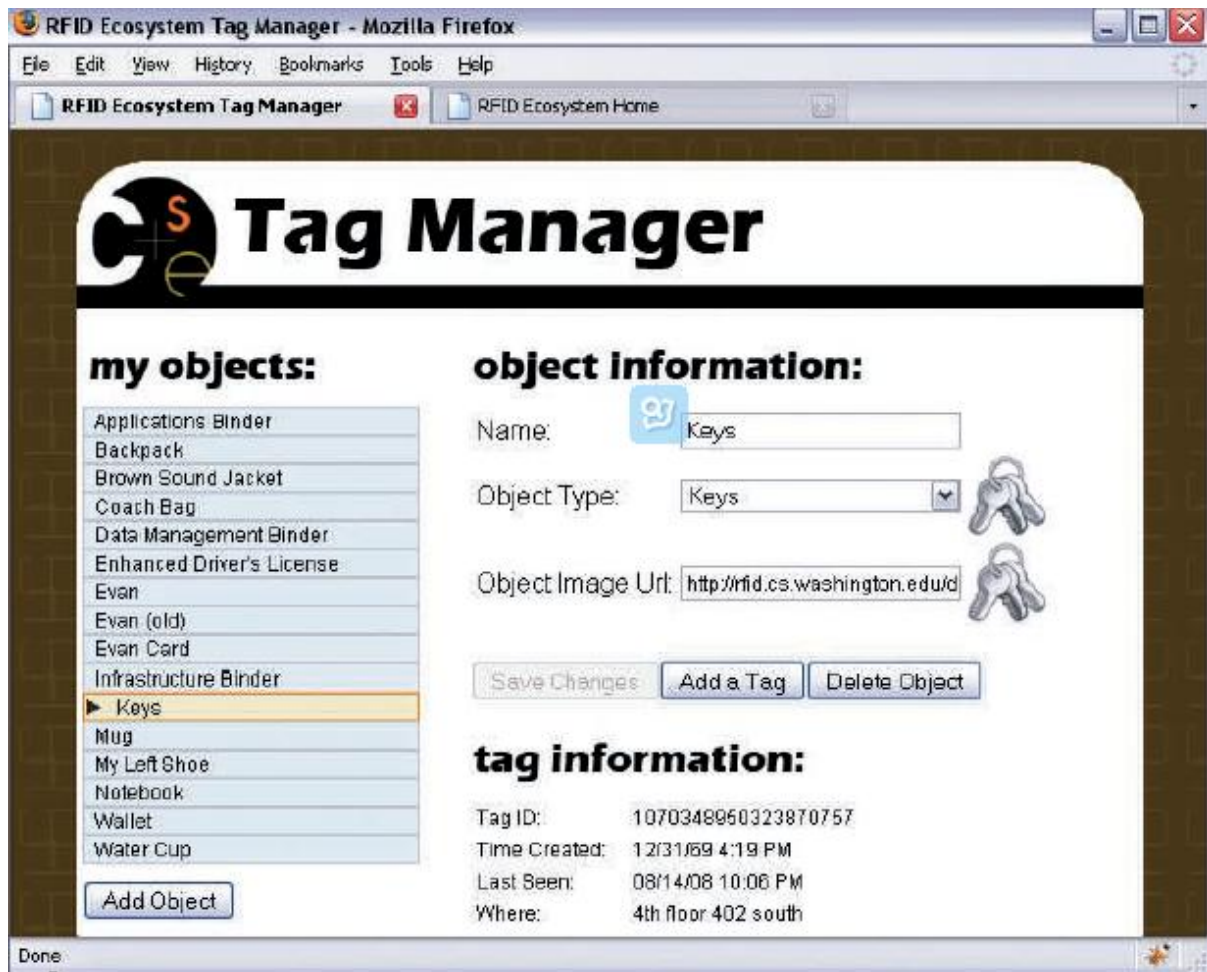 RFID Ecosystem Tag Manager - Mozilla Firefox
File Edit View History Bookmarks Tools Help
RFID Ecosystem Tag Manager
RFID Ecosystem Home
cse
Tag Manager
my objects:
Applications Binder
Backpack
Brown Sound Jacket
Coach Bag
Data Management Binder
Enhanced Driver's License
Evan
Evan (old)
Evan Card
Infrastructure Binder
Keys
Mug
My Left Shoe
Notebook
Wallet
Water Cup
Add Object
object information:
Name: Keys
Object Type: Keys
Object Image Url: http://rfid.cs.washington.edu/d
Save Changes Add a Tag Delete Object
tag information:
Tag ID: 1070348950323870757
Time Created: 12/31/69 4:19 PM
Last Seen: 08/14/08 10:06 PM
Where: 4th floor 402 south
Done